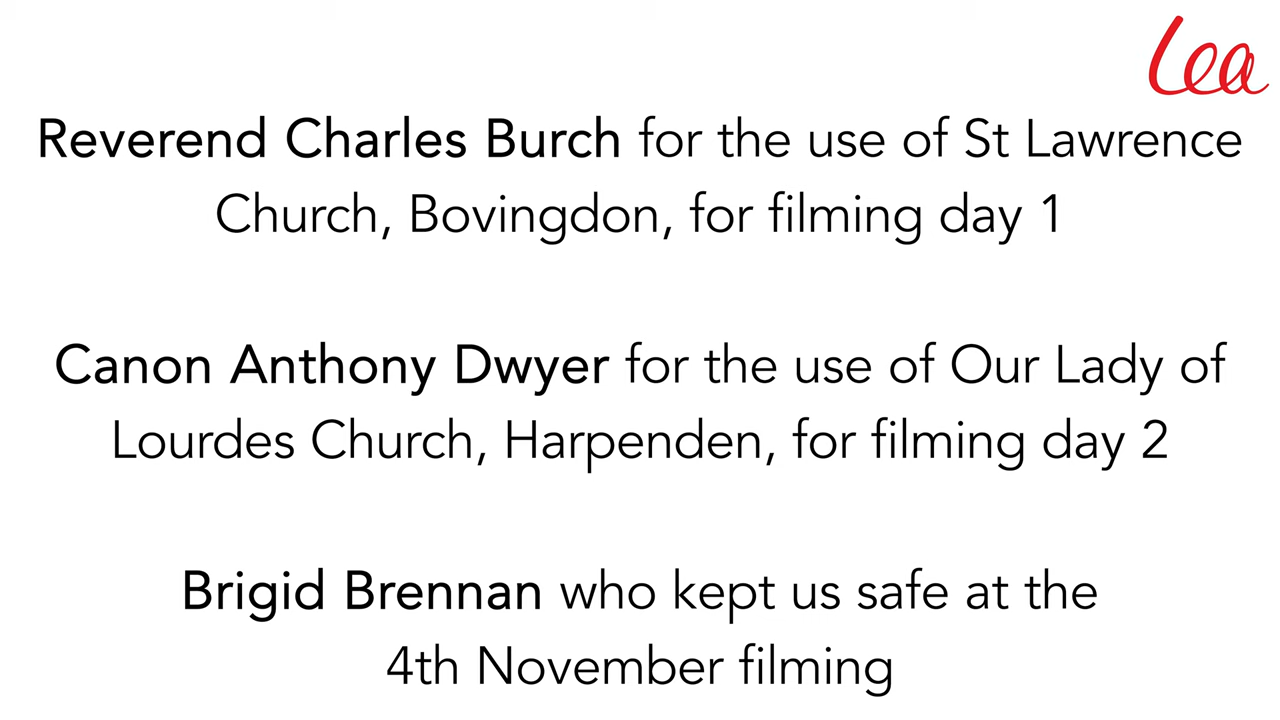 Lea
Reverend Charles Burch for the use of St Lawrence
Church, Bovingdon, for filming day 1
Canon Anthony Dwyer for the use of Our Lady of
Lourdes Church, Harpenden, for filming day 2
Brigid Brennan who kept us safe at the
4th November filming